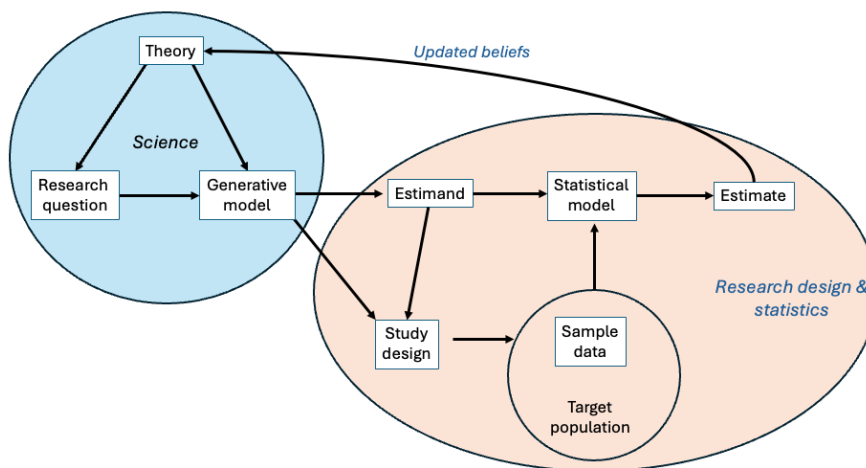 Theory
Updated beliefs
Science
Research
question
Generative
model
Estimand
Statistical
model
Estimate
Research design &
statistics
Study
design
Sample
data
Target
population